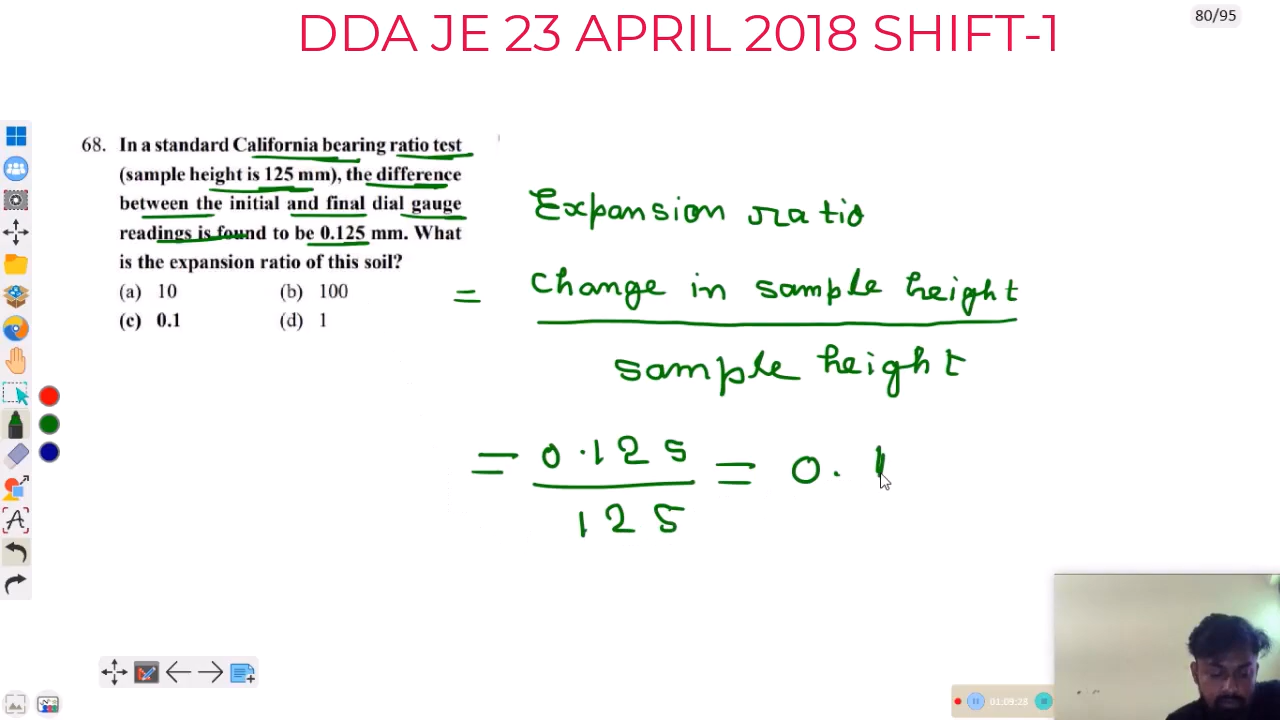 DDA JE 23 APRIL 2018 SHIFT-1
80/95
68. In a standard California bearing ratio test
(sample height is 125 mm), the difference
between the initial and final dial gauge
readings is found to be 0.125 mm. What
is the expansion ratio of this soil?
(a) 10 (b) 100
(c) 0.1 (d) 1
Expansion ratio
= change in sample height
sample height
= 0.125 = 0.1
125
01:09:23